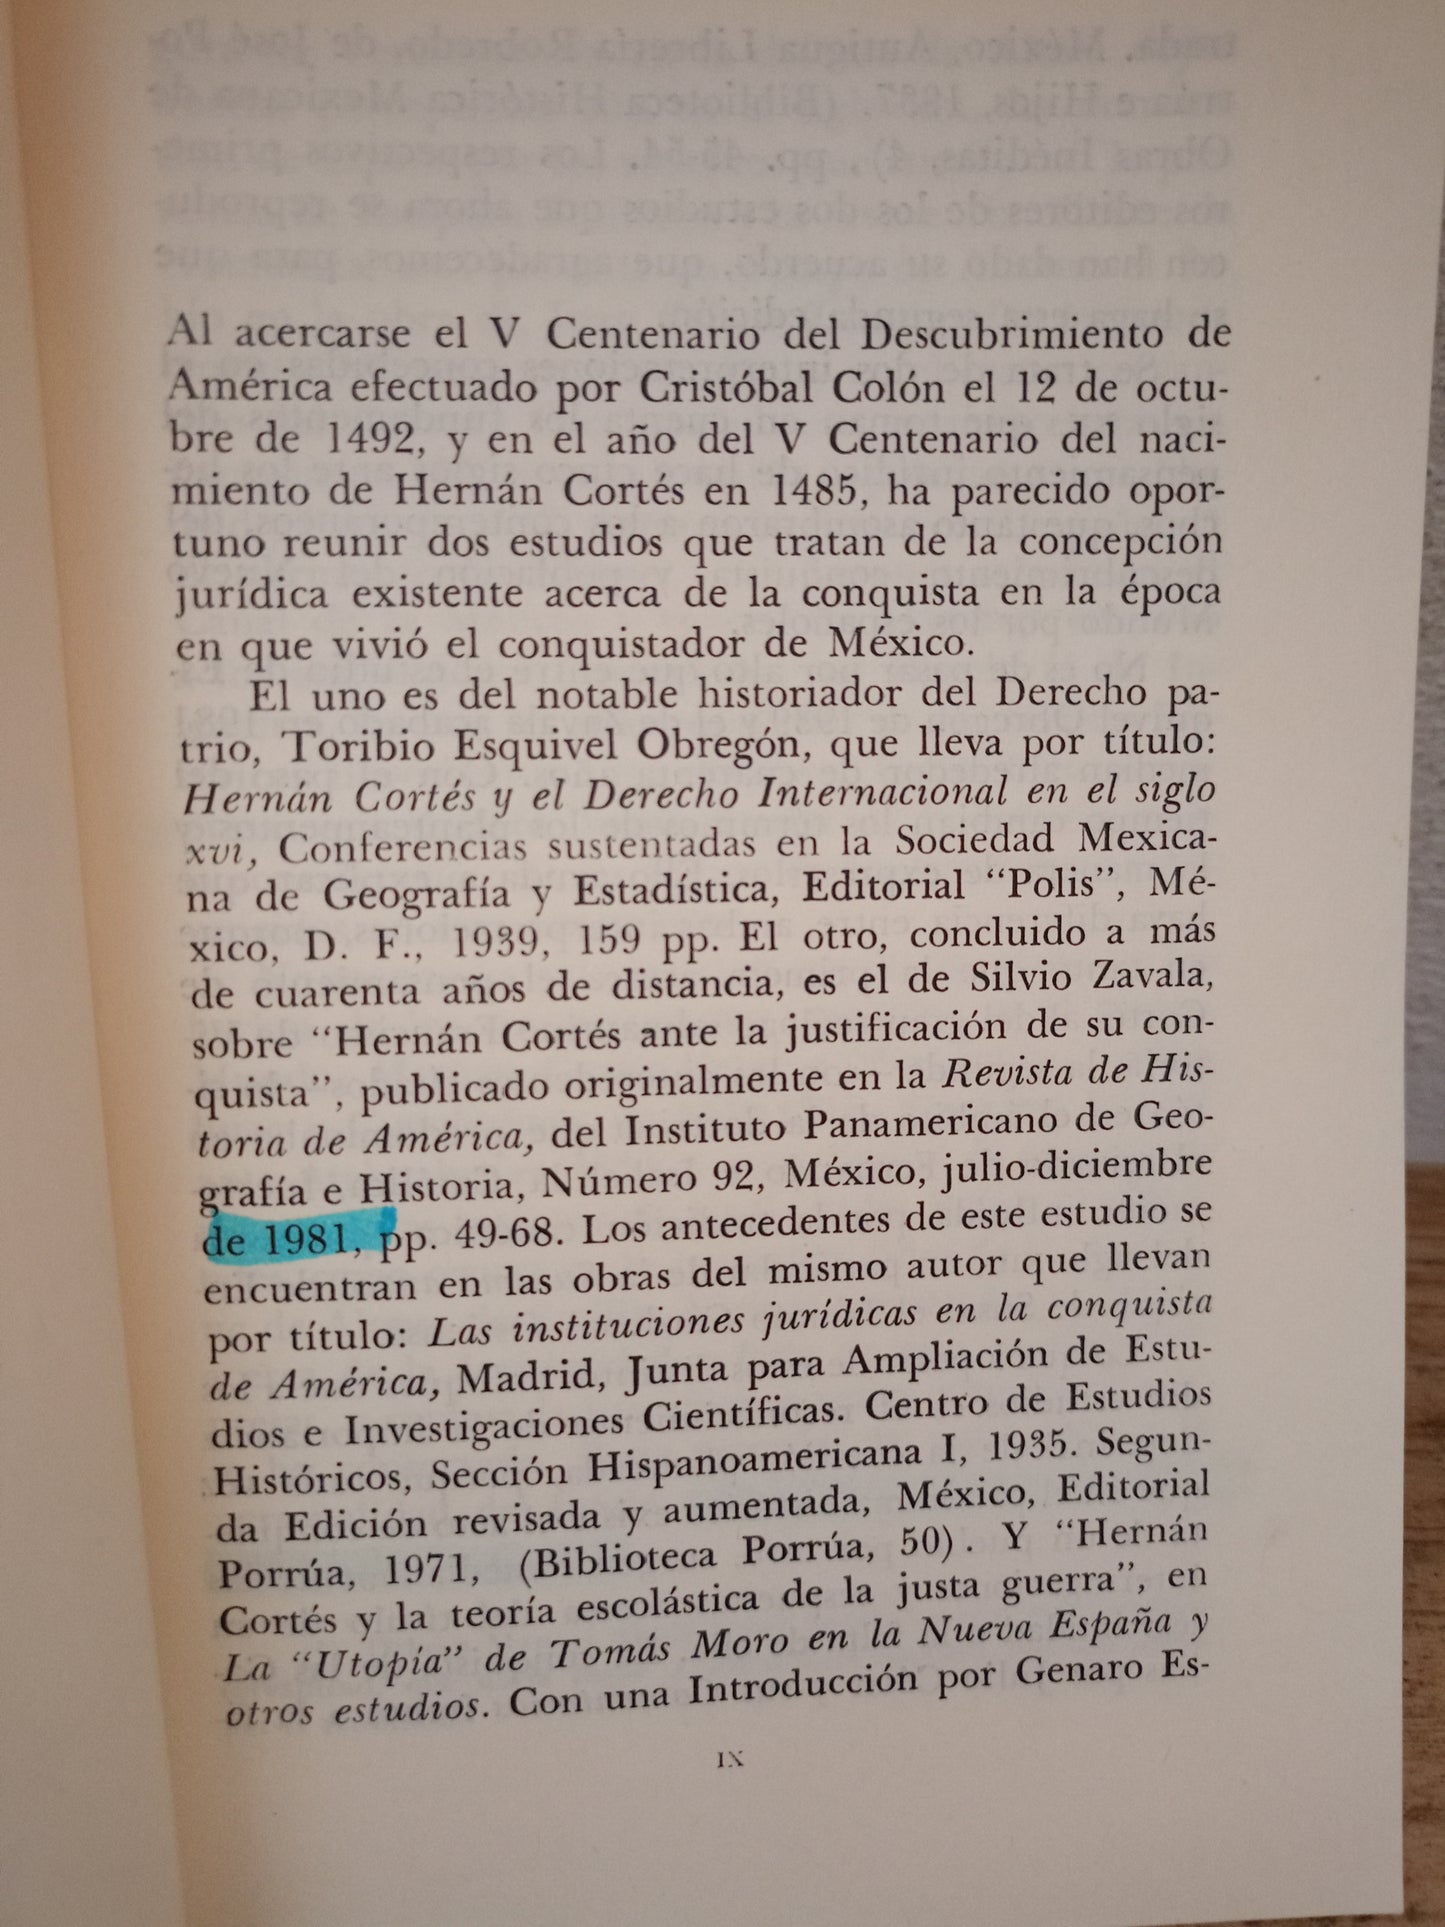 Al acercarse el V Centenario del Descubrimiento de
América efectuado por Cristóbal Colón el 12 de octu-
bre de 1492, y en el año del V Centenario del naci-
miento de Hernán Cortés en 1485, ha parecido opor-
tuno reunir dos estudios que tratan de la concepción
jurídica existente acerca de la conquista en la época
en que vivió el conquistador de México.
El uno es del notable historiador del Derecho pa-
trio, Toribio Esquivel Obregón, que lleva por título:
Hernán Cortés y el Derecho Internacional en el siglo
xvi, Conferencias sustentadas en la Sociedad Mexica-
na de Geografía y Estadística, Editorial “Polis”, Mé-
xico, D. F., 1939, 159 pp. El otro, concluido a más
de cuarenta años de distancia, es el de Silvio Zavala,
sobre “Hernán Cortés ante la justificación de su con-
quista”, publicado originalmente en la Revista de His-
toria de América, del Instituto Panamericano de Geo-
grafía e Historia, Número 92, México, julio-diciembre
de 1981, pp. 49-68. Los antecedentes de este estudio se
encuentran en las obras del mismo autor que llevan
por título: Las instituciones jurídicas en la conquista
de América, Madrid, Junta para Ampliación de Estu-
dios e Investigaciones Científicas. Centro de Estudios
Históricos, Sección Hispanoamericana I, 1935. Segun-
da Edición revisada y aumentada, México, Editorial
Porrúa, 1971, (Biblioteca Porrúa, 50). Y “Hernán
Cortés y la teoría escolástica de la justa guerra”, en
La “Utopía” de Tomás Moro en la Nueva España y
otros estudios. Con una Introducción por Genaro Es-
IX